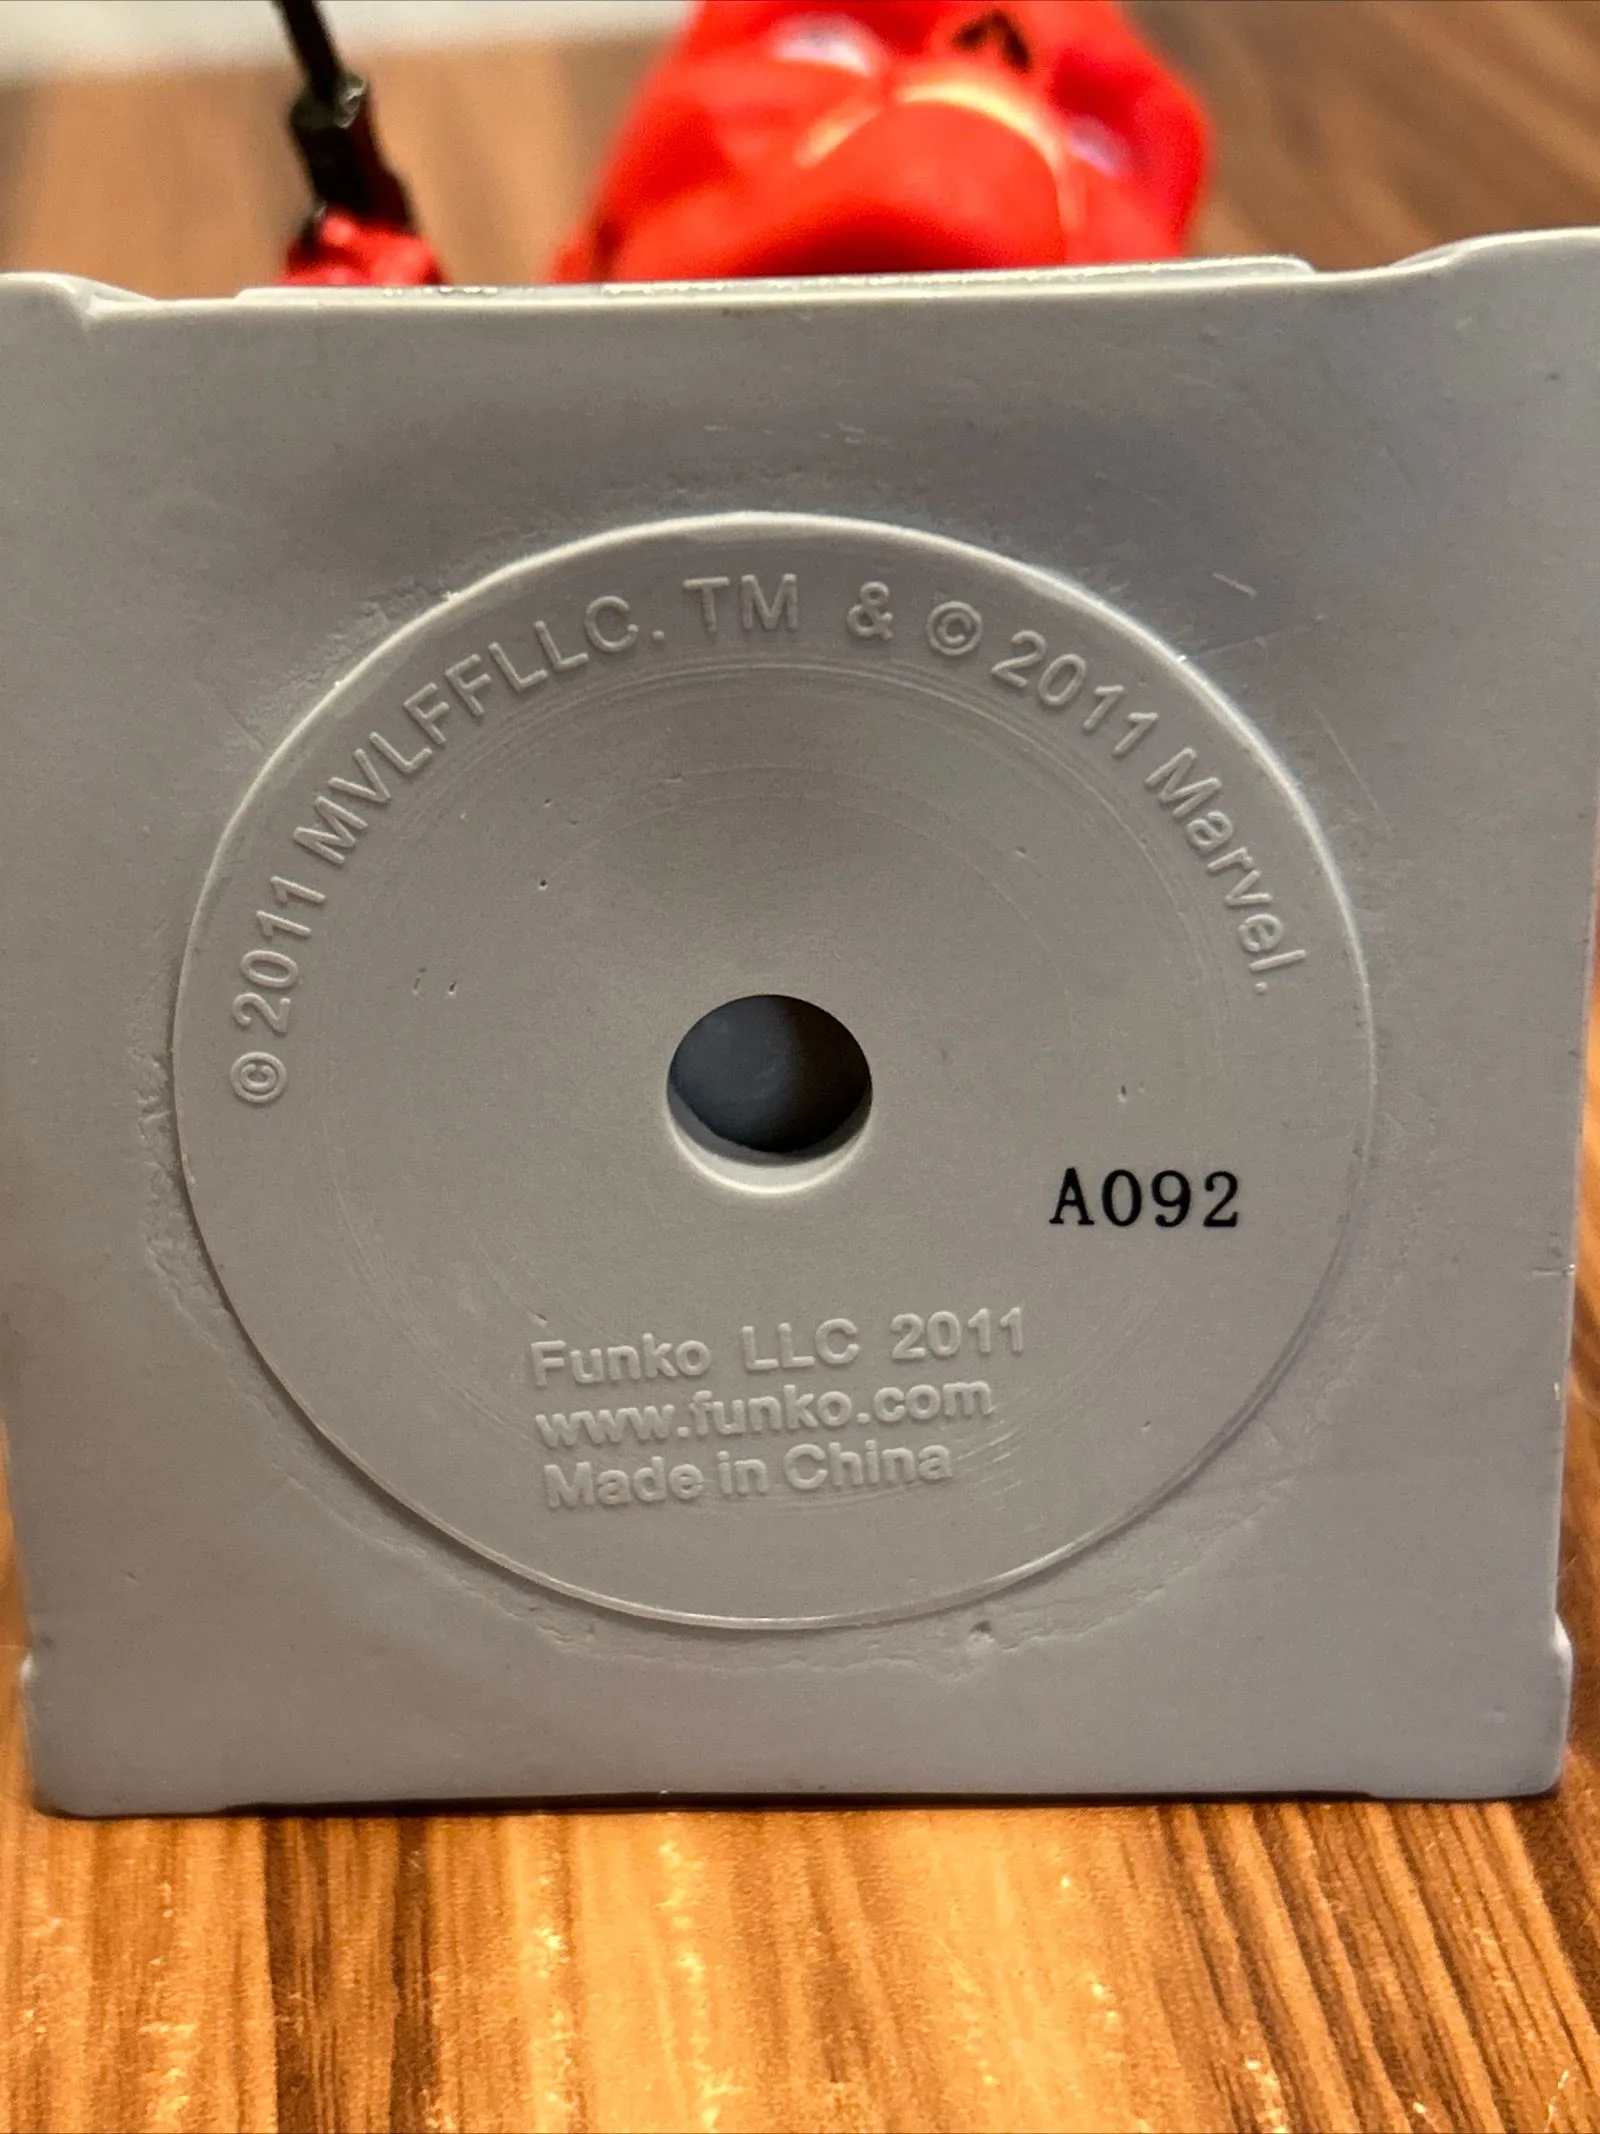 © 2011 MVLFFLLC. TM & © 2011 Marvel.
A092
Funko LLC 2011
www.funko.com
Made in China